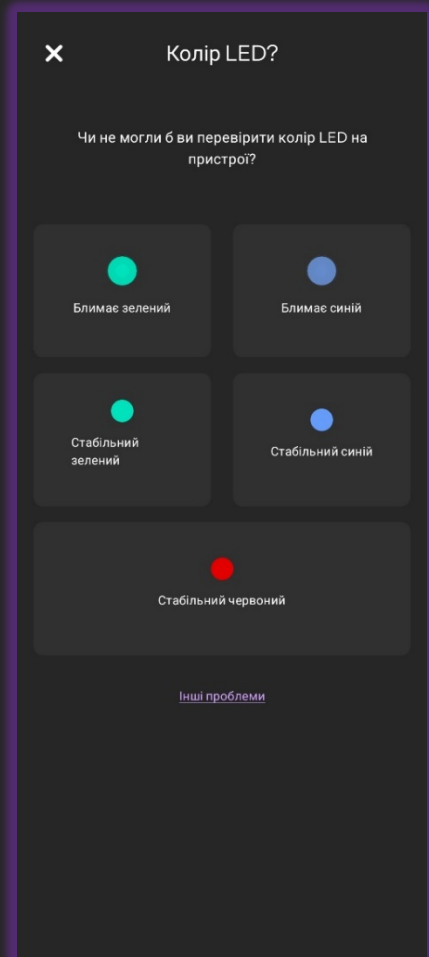 Колір LED?
Чи не могли б ви перевірити колір LED на
пристрої?
Блимає зелений
Блимає синій
Стабільний
зелений
Стабільний синій
Стабільний червоний
Інші проблеми